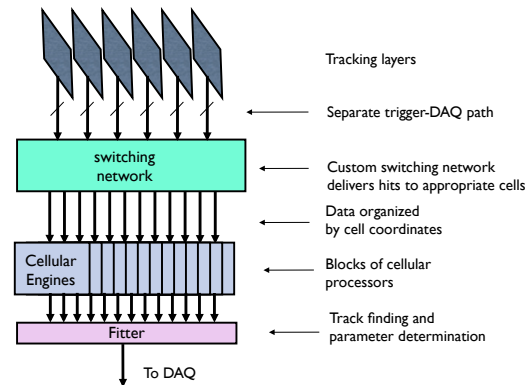 Tracking layers
Separate trigger-DAQ path
switching
network
Custom switching network
delivers hits to appropriate cells
Data organized
by cell coordinates
Cellular
Engines
Blocks of cellular
processors
Fitter
Track finding and
parameter determination
To DAQ